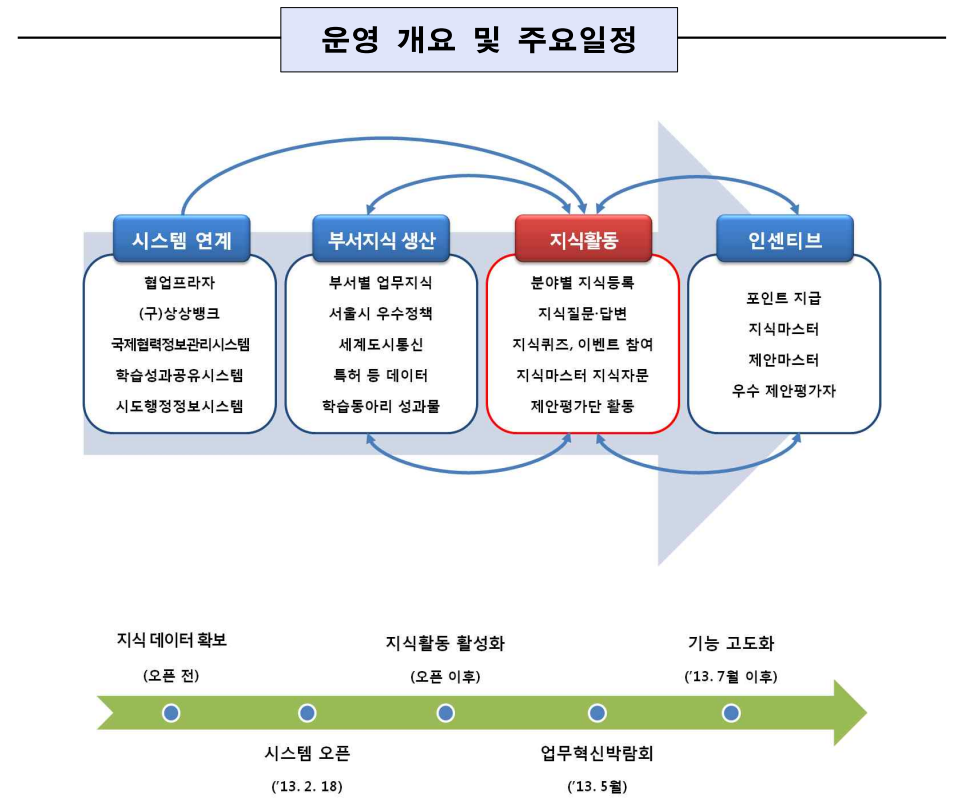 운영 개요 및 주요일정
시스템 연계
협업프라자
(구)상상뱅크
국제협력정보관리시스템
학습성과공유시스템
시도행정정보시스템
부서지식 생산
부서별 업무지식
서울시 우수정책
세계도시통신
특허 등 데이터
학습동아리 성과물
지식활동
분야별 지식등록
지식질문·답변
지식퀴즈, 이벤트 참여
지식마스터 지식자문
제안평가단 활동
인센티브
포인트 지급
지식마스터
제안마스터
우수 제안평가자
지식 데이터 확보
(오픈 전)
시스템 오픈
('13. 2. 18)
지식활동 활성화
(오픈 이후)
업무혁신박람회
('13. 5월)
기능 고도화
('13. 7월 이후)